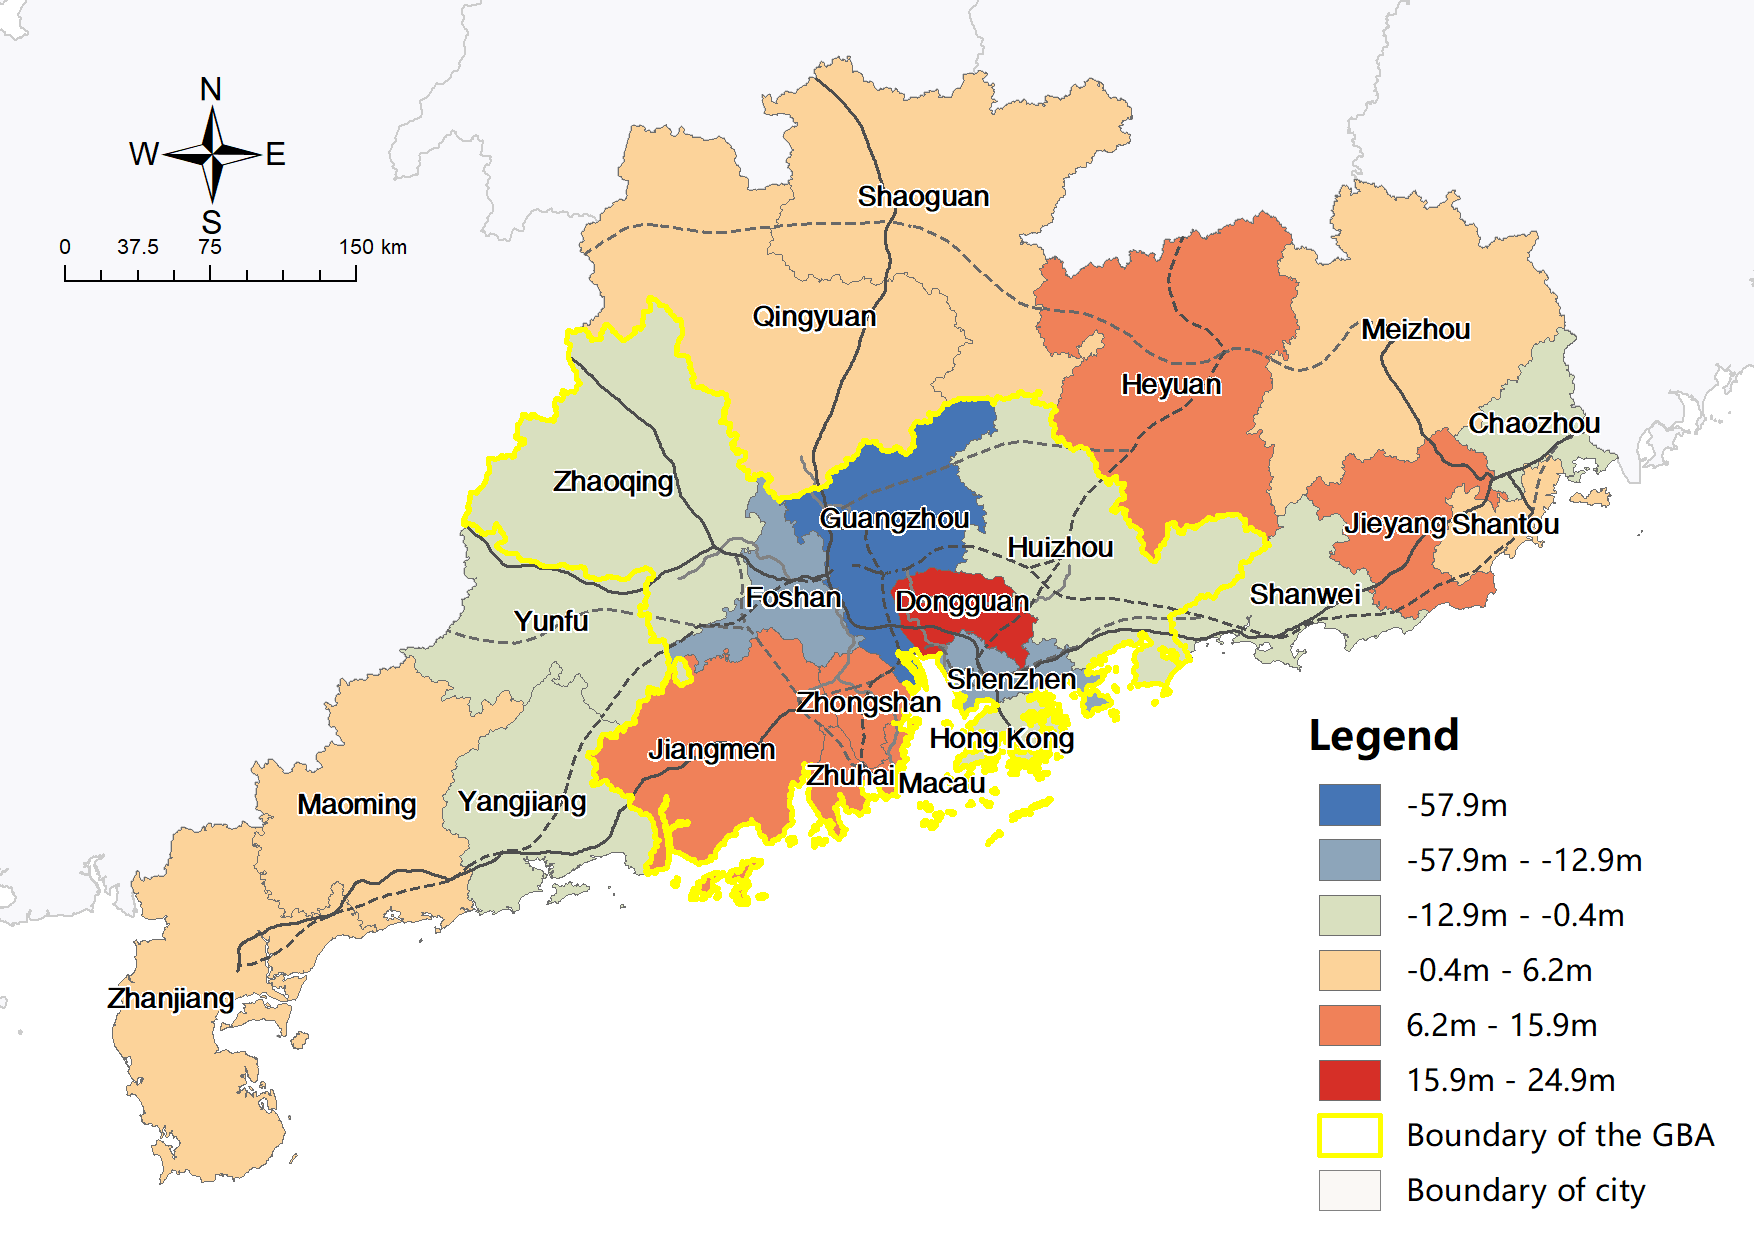 N
W E
S
0 37.5 75 150 km
Shaoguan
Qingyuan
Meizhou
Heyuan
Chaozhou
Zhaoqing
Guangzhou
Jieyang Shantou
Huizhou
Foshan
Dongguan
Shanwei
Yunfu
Shenzhen
Zhongshan
Hong Kong
Jiangmen
Zhuhai
Macau
Maoming
Yangjiang
Zhanjiang
Legend
-57.9m
-57.9m - -12.9m
-12.9m - -0.4m
-0.4m - 6.2m
6.2m - 15.9m
15.9m - 24.9m
Boundary of the GBA
Boundary of city